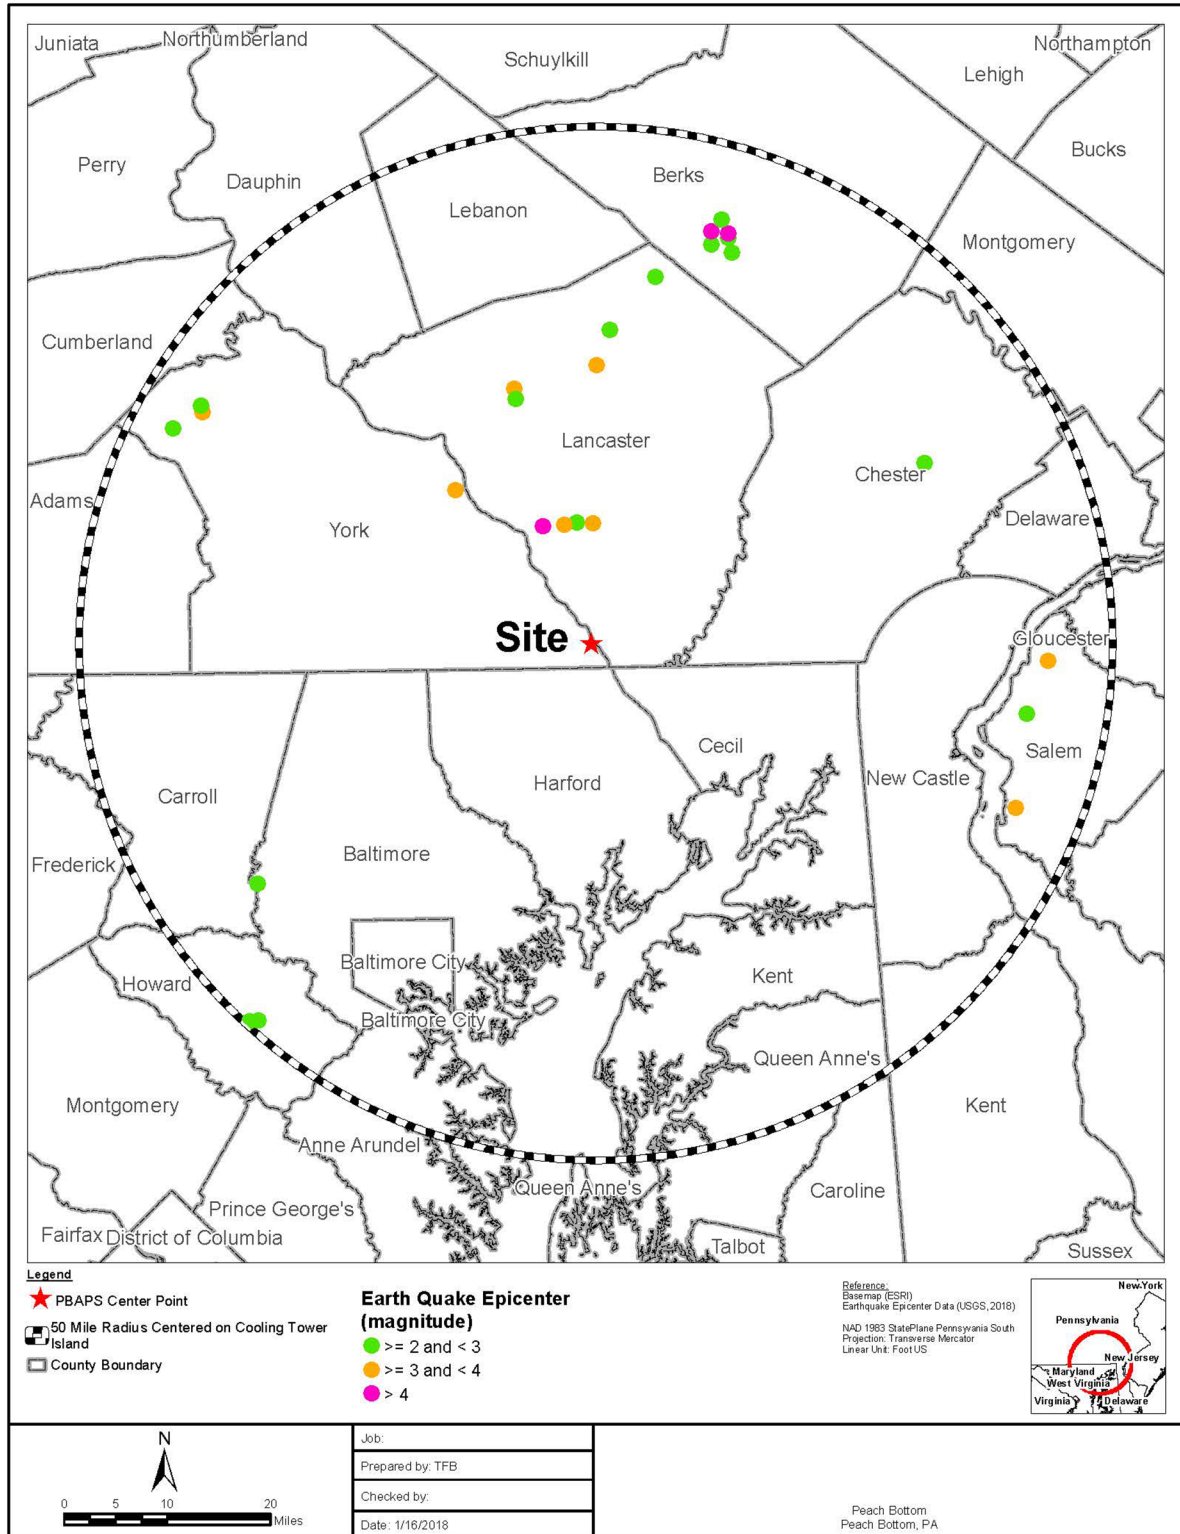 Juniata
Northumberland
Schuylkill
Northampton
Lehigh
Bucks
Perry
Dauphin
Berks
Lebanon
Montgomery
Cumberland
Lancaster
Chester
Adams
York
Delaware
Site
Gloucester
Cecil
Salem
New Castle
Carroll
Harford
Baltimore
Frederick
Baltimore City
Kent
Howard
Baltimore City
Queen Anne's
Montgomery
Kent
Anne Arundel
Queen Anne's
Caroline
Prince George's
Fairfax
District of Columbia
Talbot
Sussex
Legend
PBAPS Center Point
50 Mile Radius Centered on Cooling Tower
Island
County Boundary
Earth Quake Epicenter
(magnitude)
>= 2 and < 3
>= 3 and < 4
> 4
Reference:
Basemap (ESRI)
Earthquake Epicenter Data (USGS, 2018)
NAD 1983 StatePlane Pennsywania South
Projection: Transverse Mercator
Linear Unit: Foot US
New York
Pennsylvania
New Jersey
Maryland
West Virginia
Virginia
Delaware
N
0 5 10 20
Miles
Job:
Prepared by: TFB
Checked by:
Date: 1/16/2018
Peach Bottom
Peach Bottom, PA